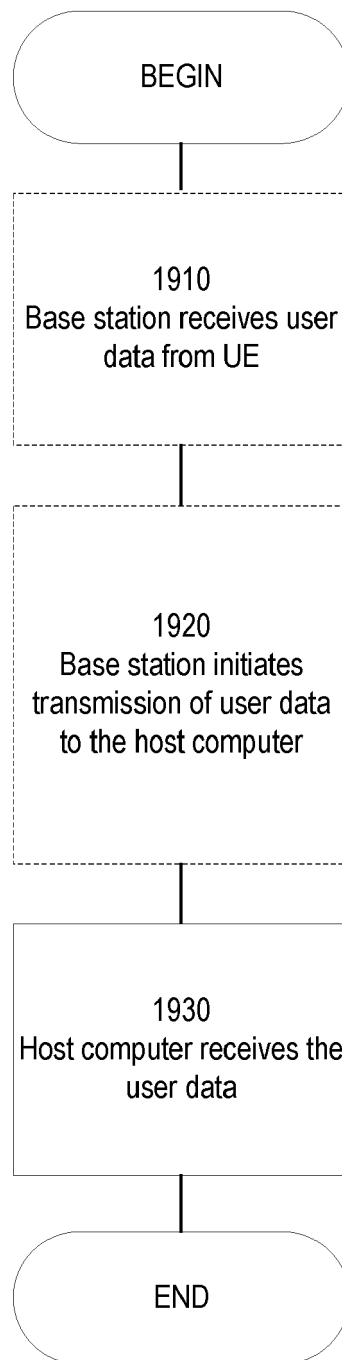 BEGIN
1910
Base station receives user
data from UE
1920
Base station initiates
transmission of user data
to the host computer
1930
Host computer receives the
user data
END